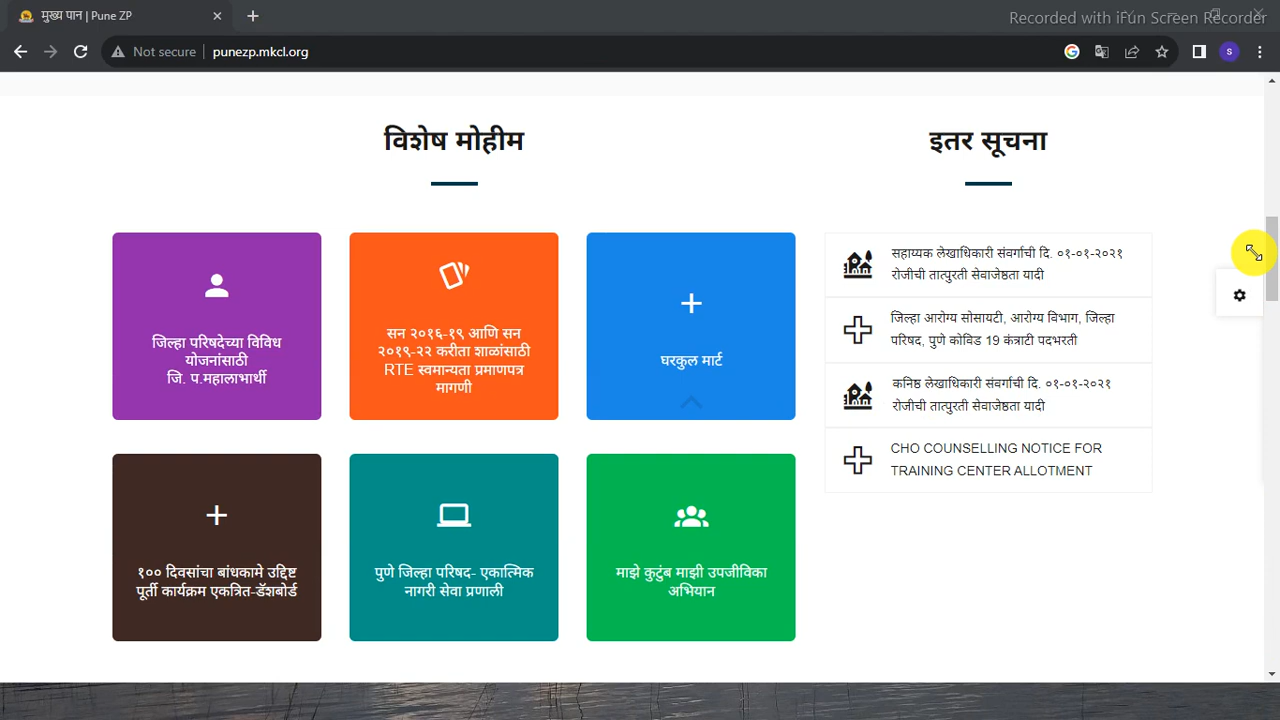 मुख्य पान | Pune ZP
Recorded with iFun Screen Recorder
Not secure
punezp.mkcl.org
S
विशेष मोहीम
इतर सूचना
जिल्हा परिषदेच्या विविध
योजनांसाठी
जि. प.महालाभार्थी
सन २०१६-१९ आणि सन
२०१९-२२ करीता शाळांसाठी
RTE स्वमान्यता प्रमाणपत्र
मागणी
घरकुल मार्ट
सहाय्यक लेखाधिकारी संवर्गाची दि. ०१-०१-२०२१
रोजीची तात्पुरती सेवाजेष्ठता यादी
जिल्हा आरोग्य सोसायटी, आरोग्य विभाग, जिल्हा
परिषद, पुणे कोविड 19 कंत्राटी पदभरती
कनिष्ठ लेखाधिकारी संवर्गाची दि. ०१-०१-२०२१
रोजीची तात्पुरती सेवाजेष्ठता यादी
CHO COUNSELLING NOTICE FOR
TRAINING CENTER ALLOTMENT
१०० दिवसांचा बांधकामे उद्दिष्ट
पूर्ती कार्यक्रम एकत्रित-डॅशबोर्ड
पुणे जिल्हा परिषद- एकात्मिक
नागरी सेवा प्रणाली
माझे कुटुंब माझी उपजीविका
अभियान